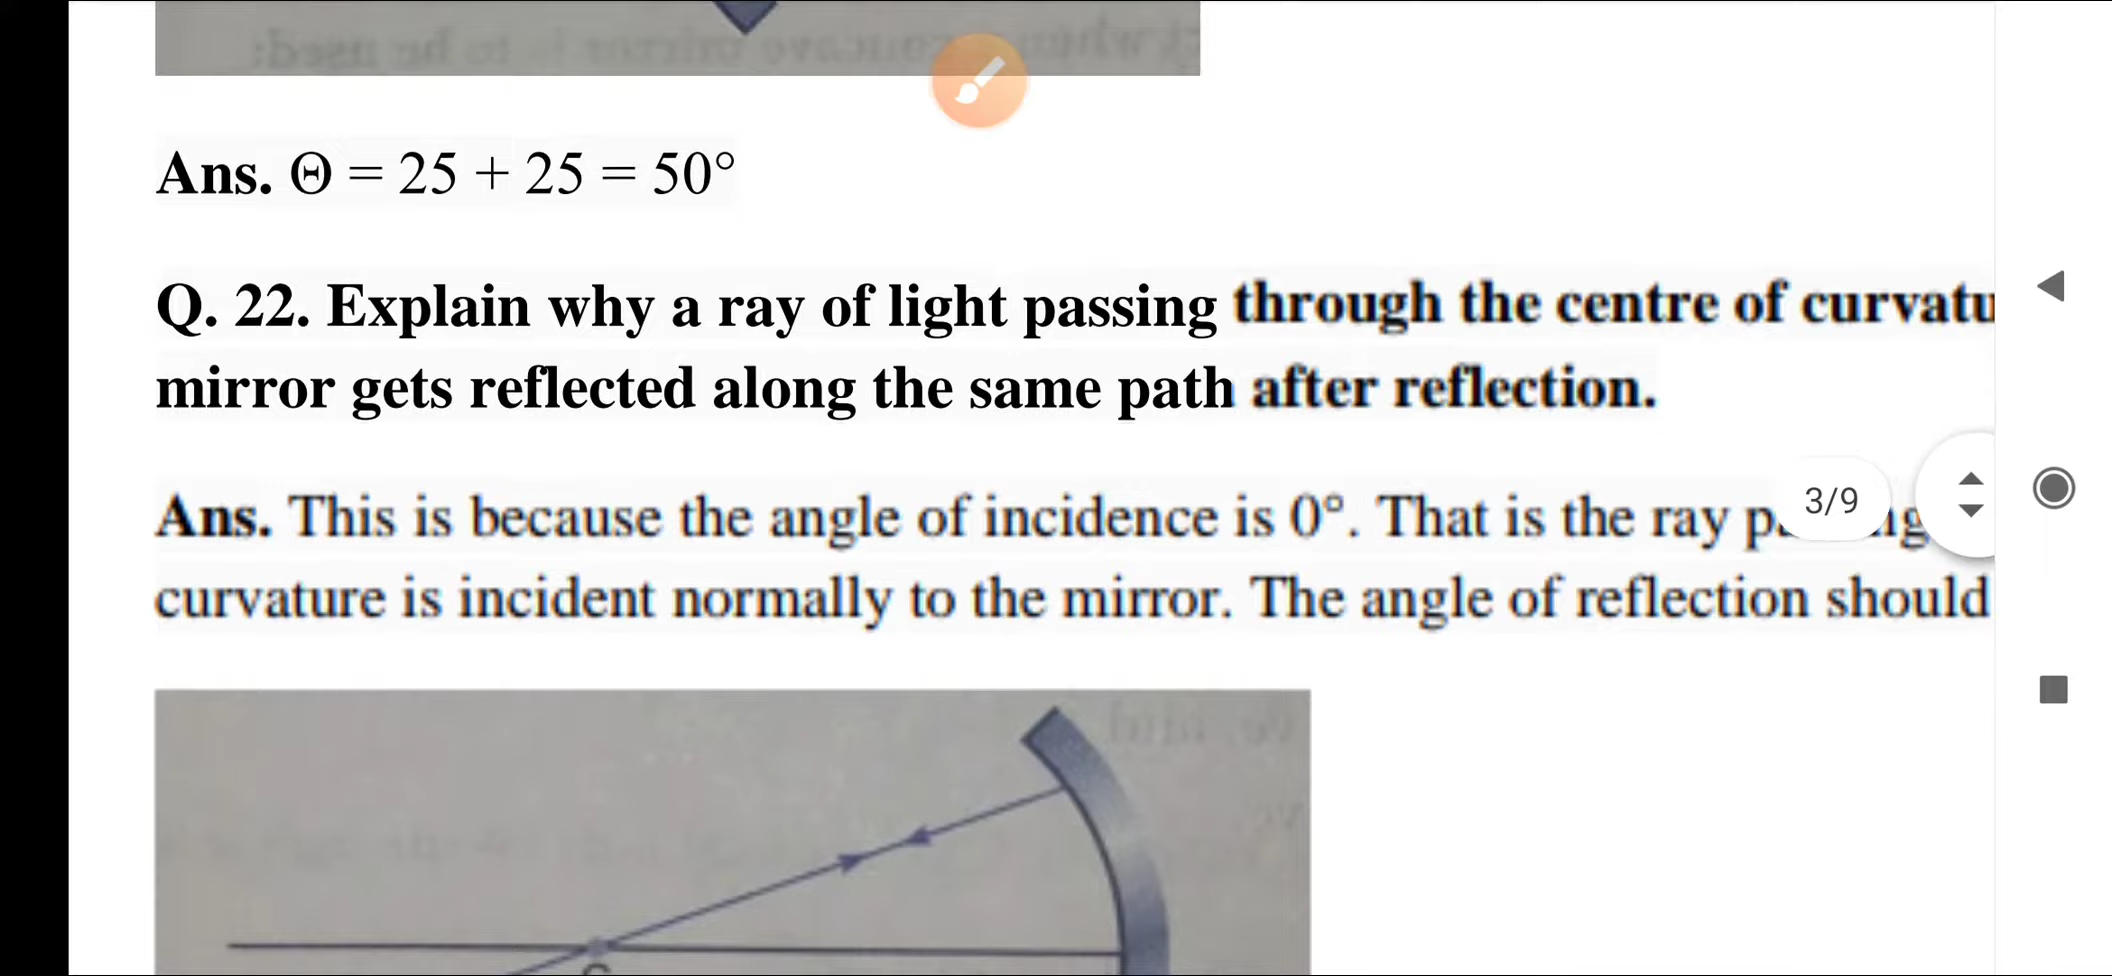 Ans. Θ = 25 + 25 = 50°
Q. 22. Explain why a ray of light passing through the centre of curvatu
mirror gets reflected along the same path after reflection.
Ans. This is because the angle of incidence is 0°. That is the ray
3/9
curvature is incident normally to the mirror. The angle of reflection should